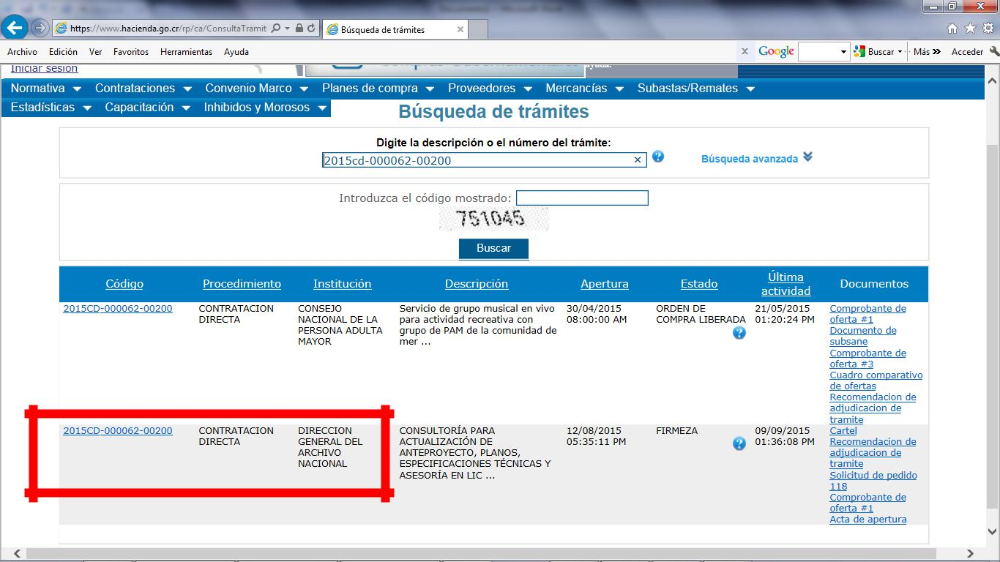 https://www.hacienda.go.cr/rp/ca/ConsultaTramit
Búsqueda de trámites
Archivo Edición Ver Favoritos Herramientas Ayuda
x Google Buscar Más Acceder
Iniciar sesión
ayuda.
Normativa Contrataciones Convenio Marco Planes de compra Proveedores Mercancías Subastas/Remates
Estadísticas Capacitación Inhibidos y Morosos
Búsqueda de trámites
Digite la descripción o el número del trámite:
2015cd-000062-00200
Búsqueda avanzada
Introduzca el código mostrado:
751045
Buscar
Código Procedimiento Institución Descripción Apertura Estado Última actividad Documentos
2015CD-000062-00200
CONTRATACION
DIRECTA
CONSEJO
NACIONAL DE LA
PERSONA ADULTA
MAYOR
Servicio de grupo musical en vivo
para actividad recreativa con
grupo de PAM de la comunidad de
mer ...
30/04/2015
08:00:00 AM
ORDEN DE
COMPRA LIBERADA
21/05/2015
01:20:24 PM
Comprobante de
oferta #1
Documento de
subsane
Comprobante de
oferta #3
Cuadro comparativo
de ofertas
Recomendacion de
adjudicacion de
tramite
2015CD-000062-00200
CONTRATACION
DIRECTA
DIRECCION
GENERAL DEL
ARCHIVO
NACIONAL
CONSULTORÍA PARA
ACTUALIZACIÓN DE
ANTEPROYECTO, PLANOS,
ESPECIFICACIONES TÉCNICAS Y
ASESORÍA EN LIC ...
12/08/2015
05:35:11 PM
FIRMEZA
09/09/2015
01:36:08 PM
Cartel
Recomendacion de
adjudicacion de
tramite
Solicitud de pedido
118
Comprobante de
oferta #1
Acta de apertura